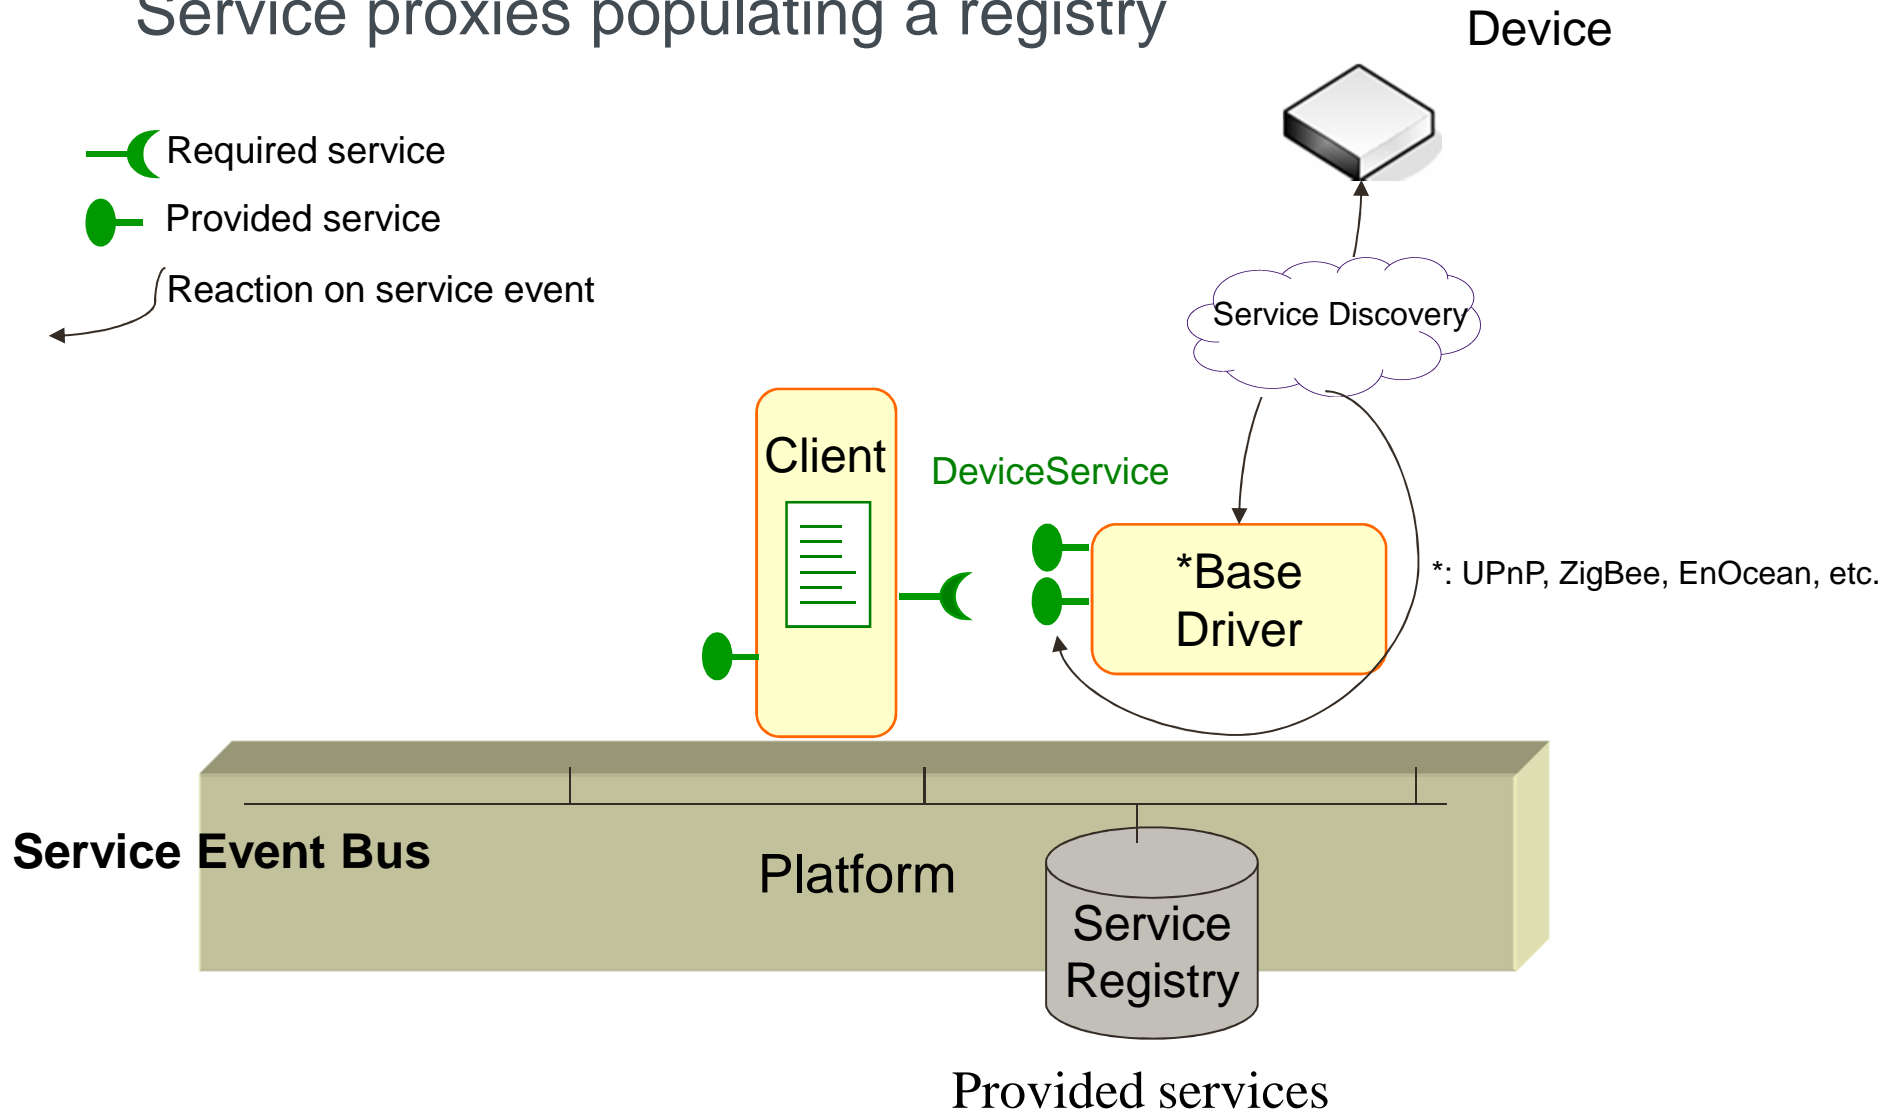 Service proxies populating a registry
Device
Required service
Provided service
Reaction on service event
Service Discovery
Client
DeviceService
*Base
Driver
*: UPnP, ZigBee, EnOcean, etc.
Service Event Bus
Platform
Service
Registry
Provided services